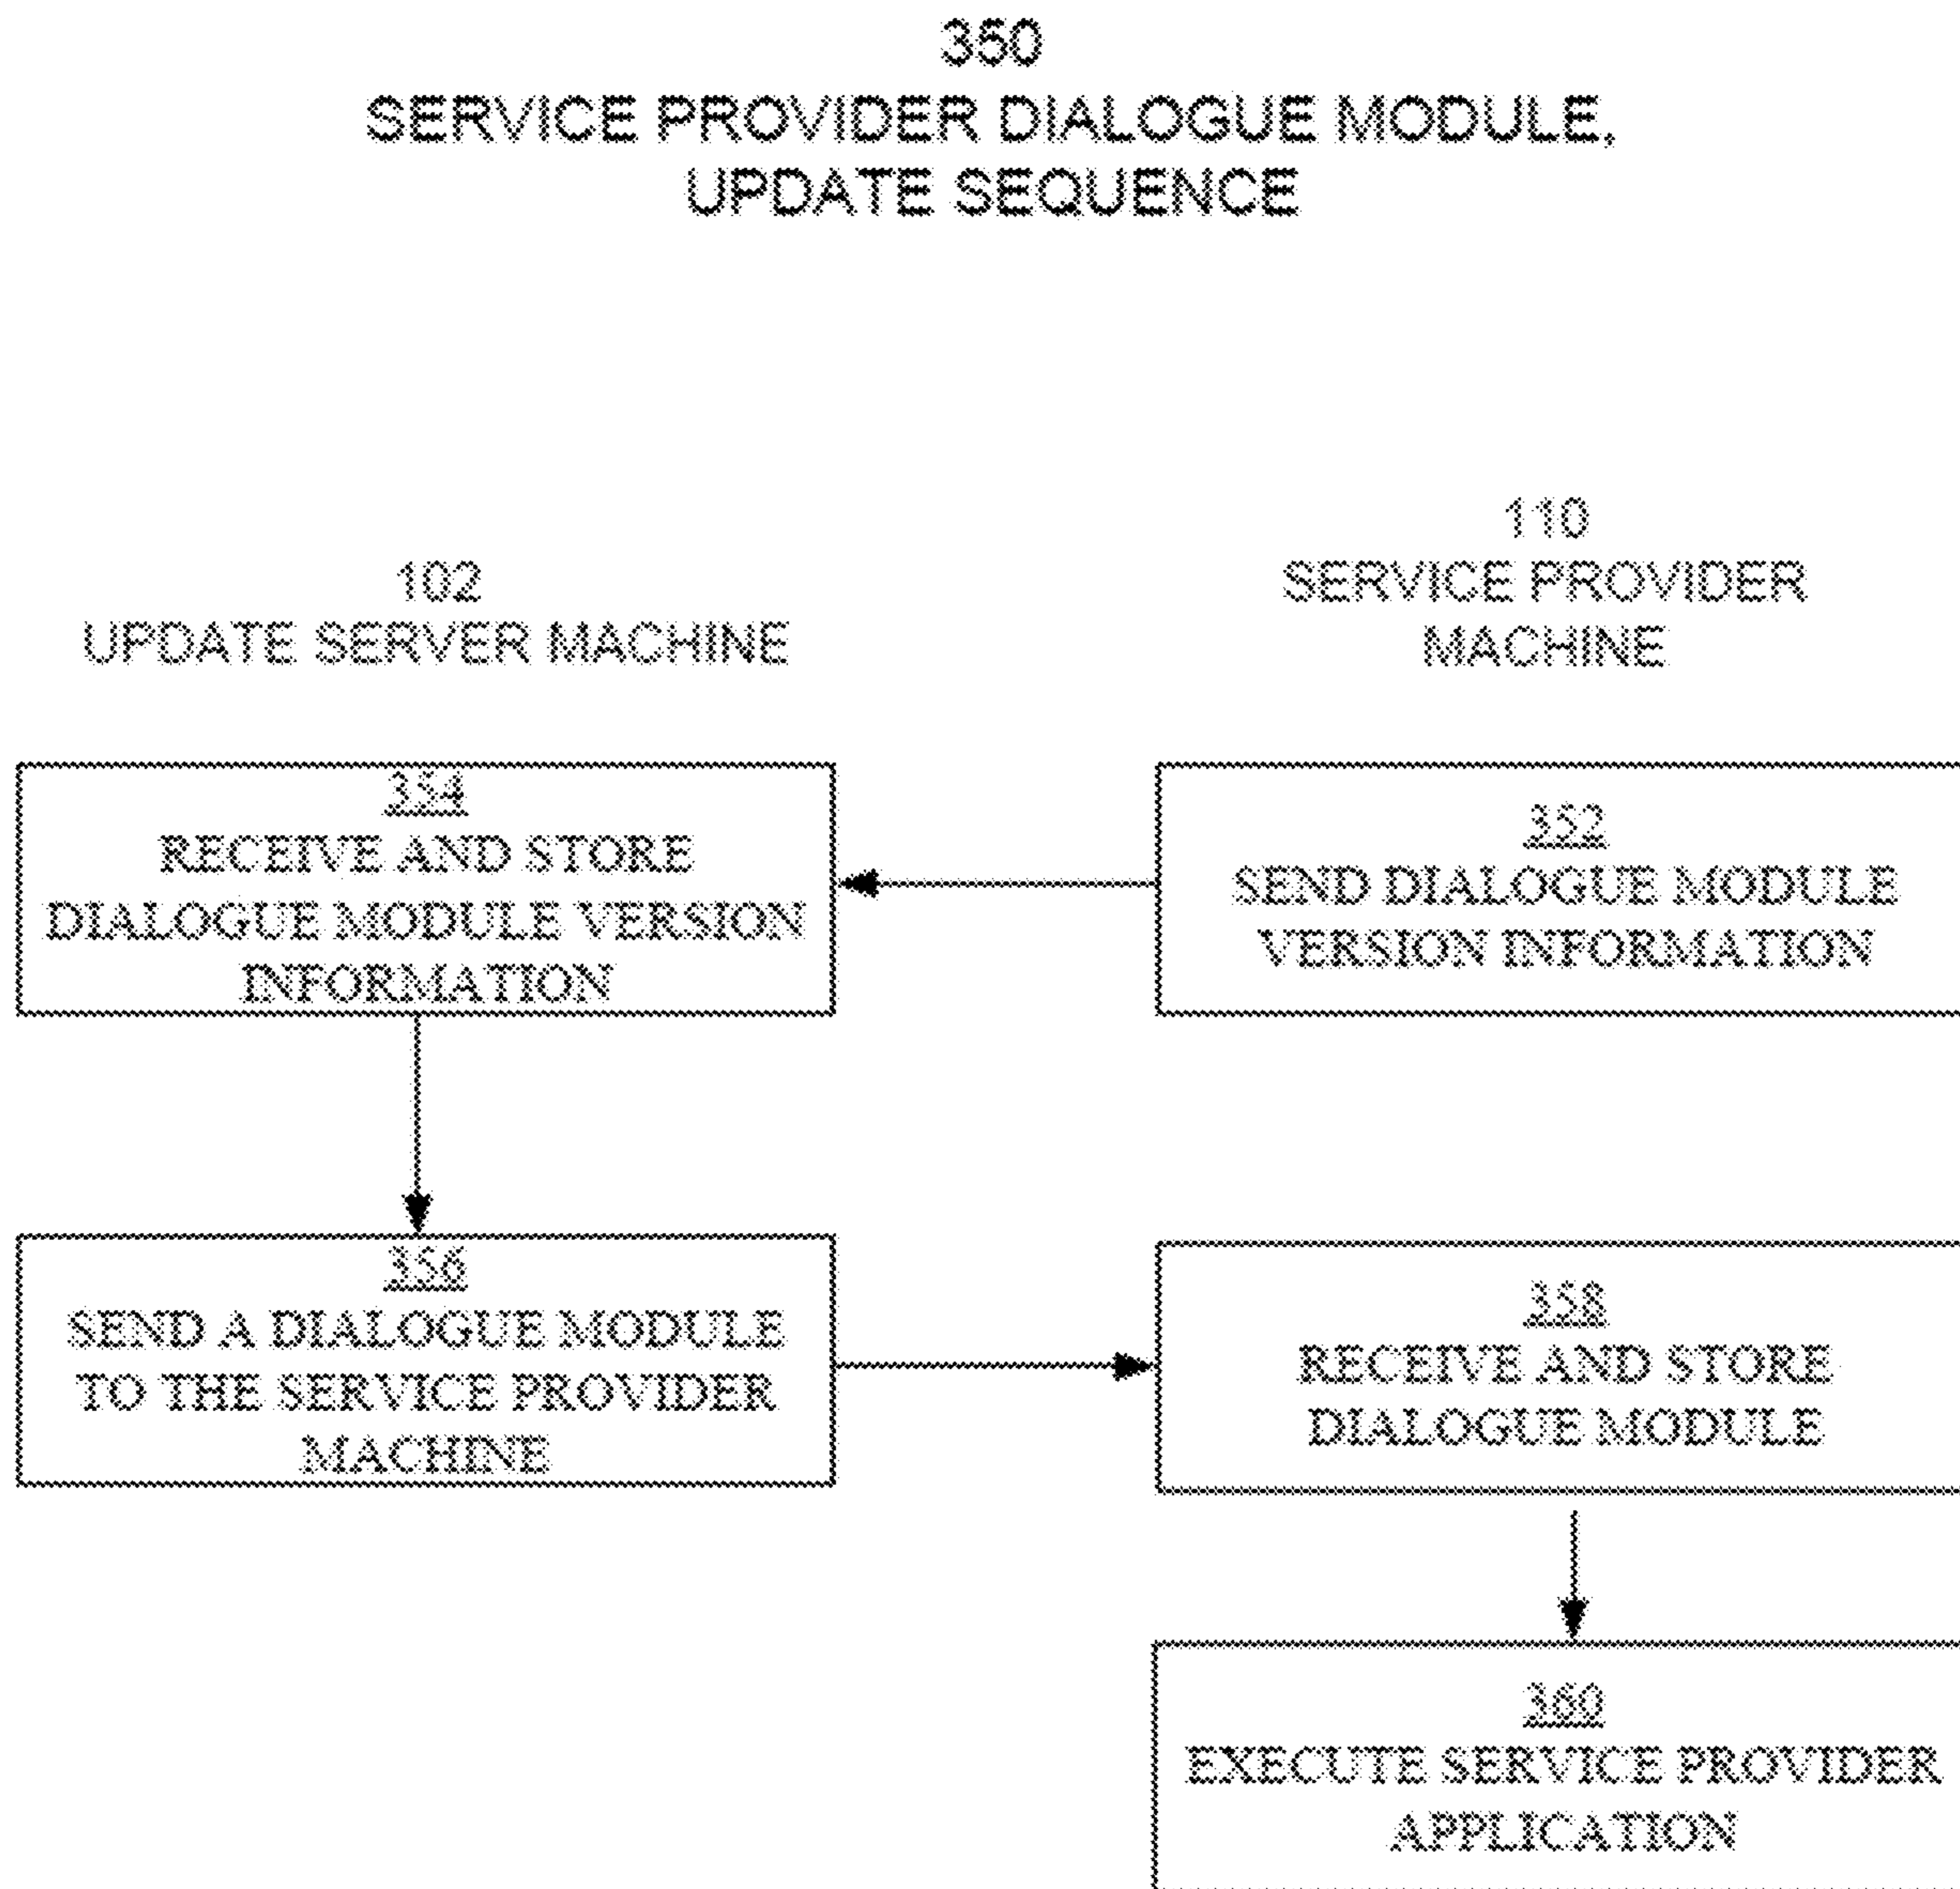 350
SERVICE PROVIDER DIALOGUE MODULE,
UPDATE SEQUENCE
102
UPDATE SERVER MACHINE
110
SERVICE PROVIDER
MACHINE
354
RECEIVE AND STORE
DIALOGUE MODULE VERSION
INFORMATION
352
SEND DIALOGUE MODULE
VERSION INFORMATION
356
SEND A DIALOGUE MODULE
TO THE SERVICE PROVIDER
MACHINE
358
RECEIVE AND STORE
DIALOGUE MODULE
360
EXECUTE SERVICE PROVIDER
APPLICATION